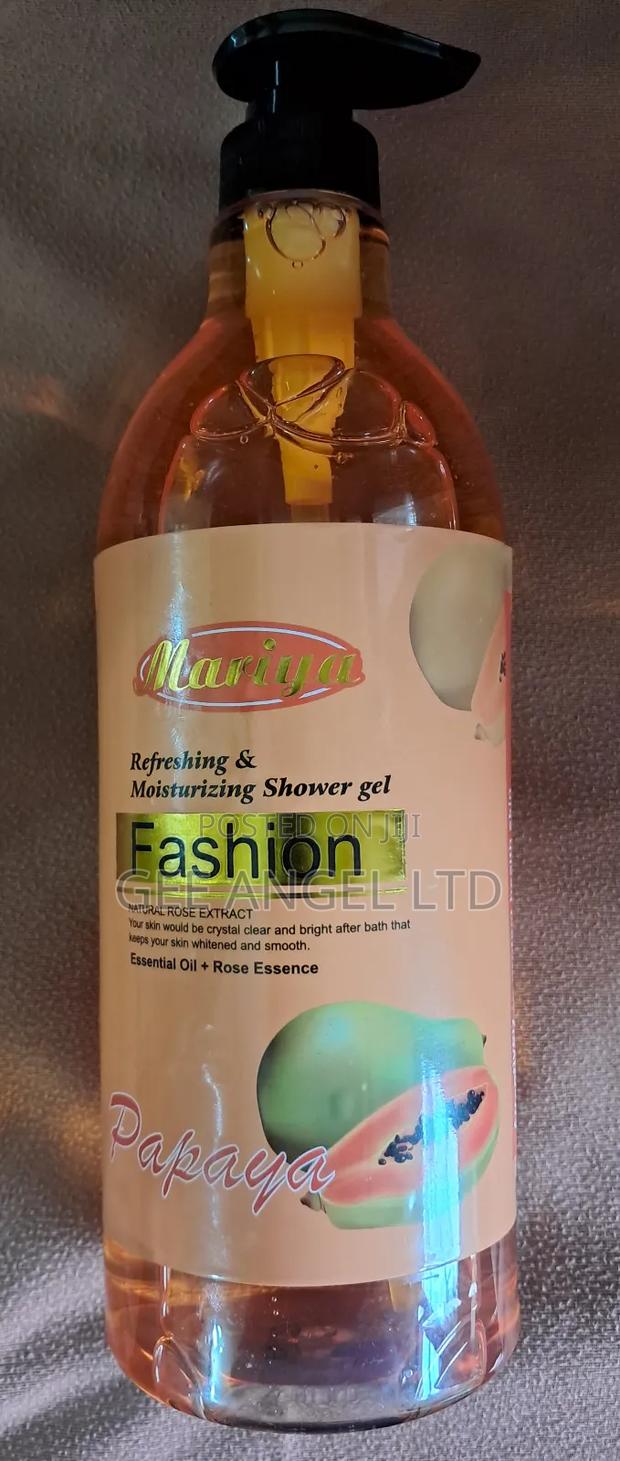 Mariya
Refreshing &
Moisturizing Shower gel
POSTED ON JIJI
Fashion
GEE ANGEL LTD
NATURAL ROSE EXTRACT
Your skin would be crystal clear and bright after bath that
keeps your skin whitened and smooth.
Essential Oil + Rose Essence
Papaya